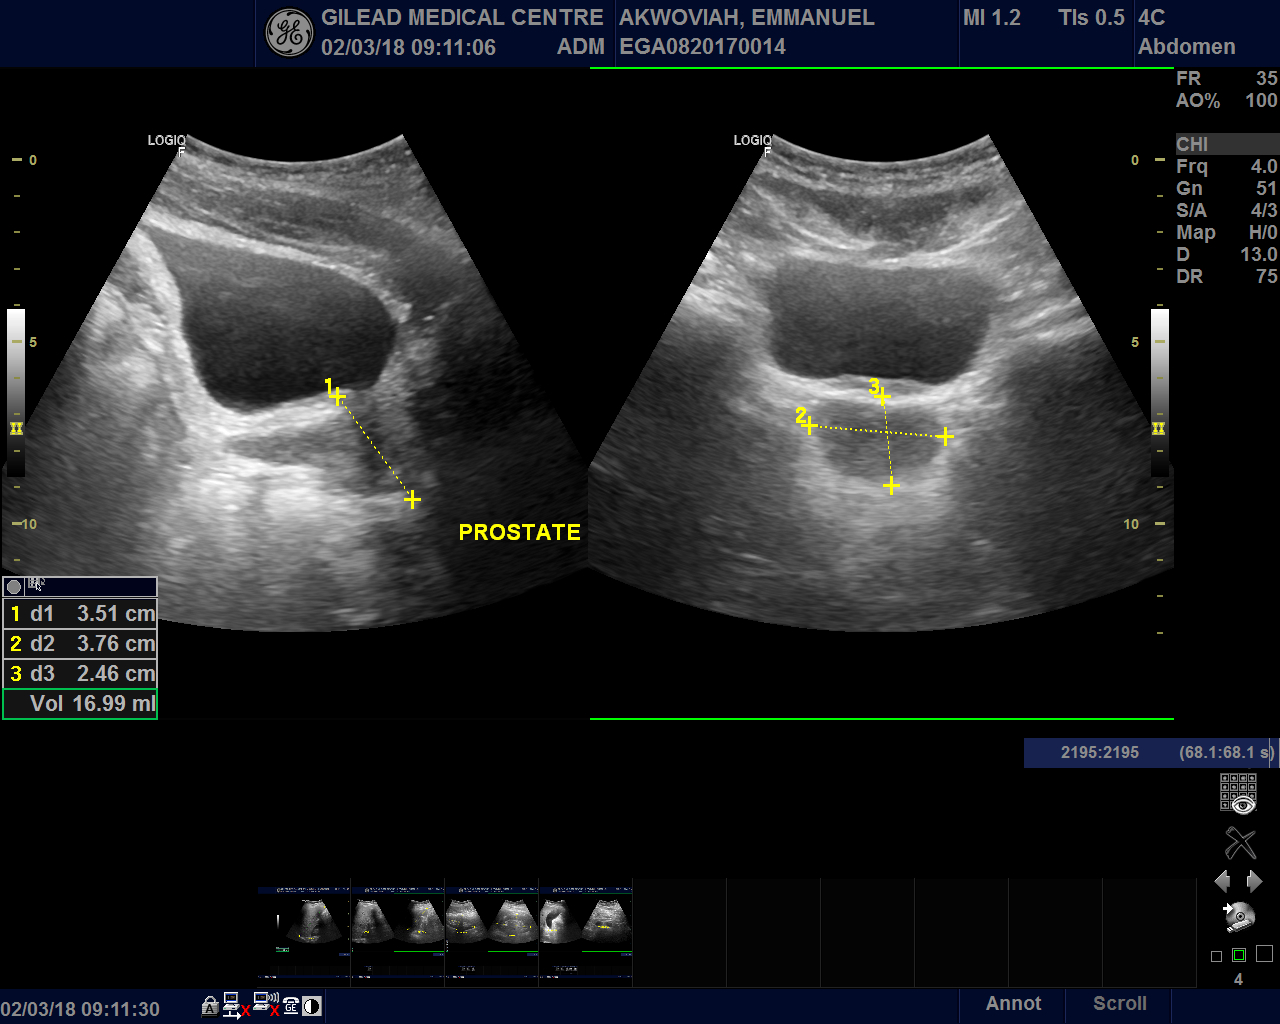 GILEAD MEDICAL CENTRE
02/03/18 09:11:06 ADM
AKWOVIAH, EMMANUEL
EGA0820170014
MI 1.2 TIs 0.5
4C
Abdomen
FR 35
AO% 100
CHI
Frq 4.0
Gn 51
S/A 4/3
Map H/0
D 13.0
DR 75
LOGIQ
F
LOGIQ
F
0
5
10
0
5
10
1
2
3
PROSTATE
1 d1 3.51 cm
2 d2 3.76 cm
3 d3 2.46 cm
Vol 16.99 ml
2195:2195 (68.1:68.1 s)
4
02/03/18 09:11:30
A
GE
Annot
Scroll